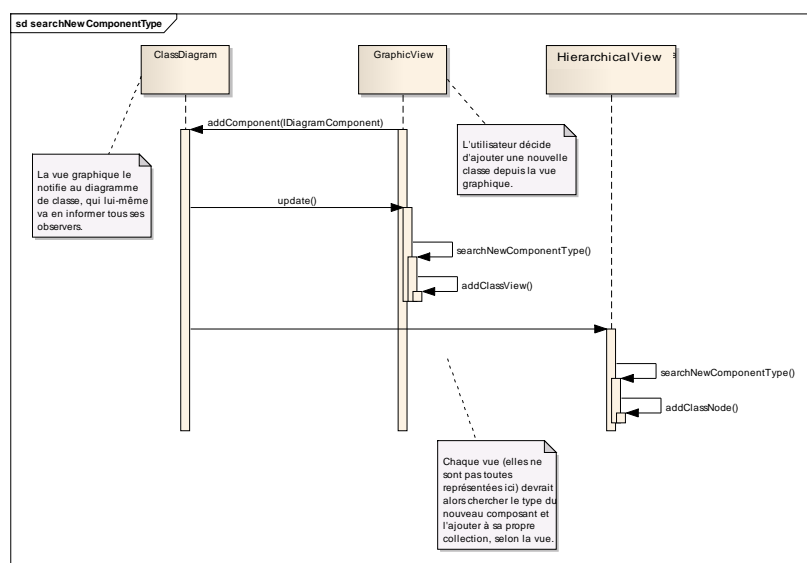 sd searchNewComponentType
ClassDiagram
GraphicView
HierarchicalView
addComponent(IDiagramComponent)
L'utilisateur décide
d'ajouter une nouvelle
classe depuis la vue
graphique.
La vue graphique le
notifie au diagramme
de classe, qui lui-même
va en informer tous ses
observers.
update()
searchNewComponentType()
addClassView()
searchNewComponentType()
addClassNode()
Chaque vue (elles ne
sont pas toutes
représentées ici) devrait
alors chercher le type du
nouveau composant et
l'ajouter à sa propre
collection, selon la vue.